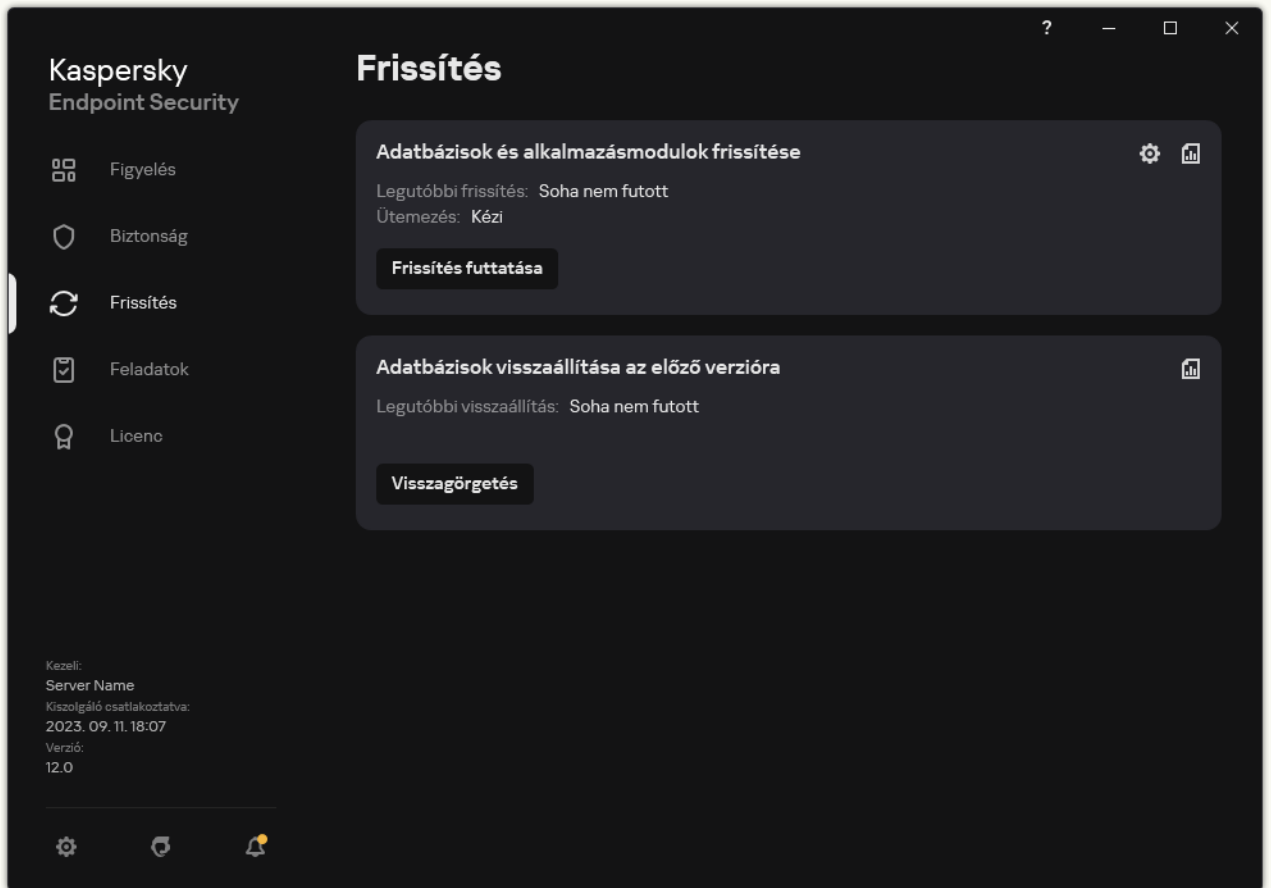 ?
Kaspersky
Endpoint Security
Figyelés
Biztonság
Frissítés
Feladatok
Licenc
Kezeli:
Server Name
Kiszolgáló csatlakoztatva:
2023. 09. 11. 18:07
Verzió:
12.0
Frissítés
Adatbázisok és alkalmazásmodulok frissítése
Legutóbbi frissítés: Soha nem futott
Ütemezés: Kézi
Frissítés futtatása
Adatbázisok visszaállítása az előző verzióra
Legutóbbi visszaállítás: Soha nem futott
Visszagörgetés